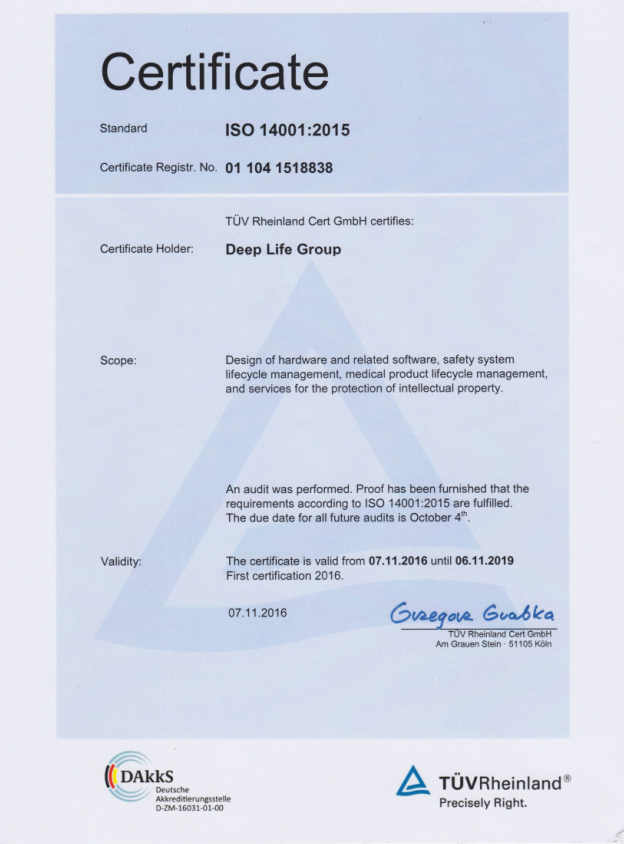 Certificate
Standard ISO 14001:2015
Certificate Registr. No. 01 104 1518838
TÜV Rheinland Cert GmbH certifies:
Certificate Holder: Deep Life Group
Scope: Design of hardware and related software, safety system
lifecycle management, medical product lifecycle management,
and services for the protection of intellectual property.
An audit was performed. Proof has been furnished that the
requirements according to ISO 14001:2015 are fulfilled.
The due date for all future audits is October 4th.
Validity: The certificate is valid from 07.11.2016 until 06.11.2019
First certification 2016.
07.11.2016
Grzegorz Grabka
TÜV Rheinland Cert GmbH
Am Grauen Stein · 51105 Köln
DAkkS
Deutsche
Akkreditierungsstelle
D-ZM-16031-01-00
TÜVRheinland®
Precisely Right.